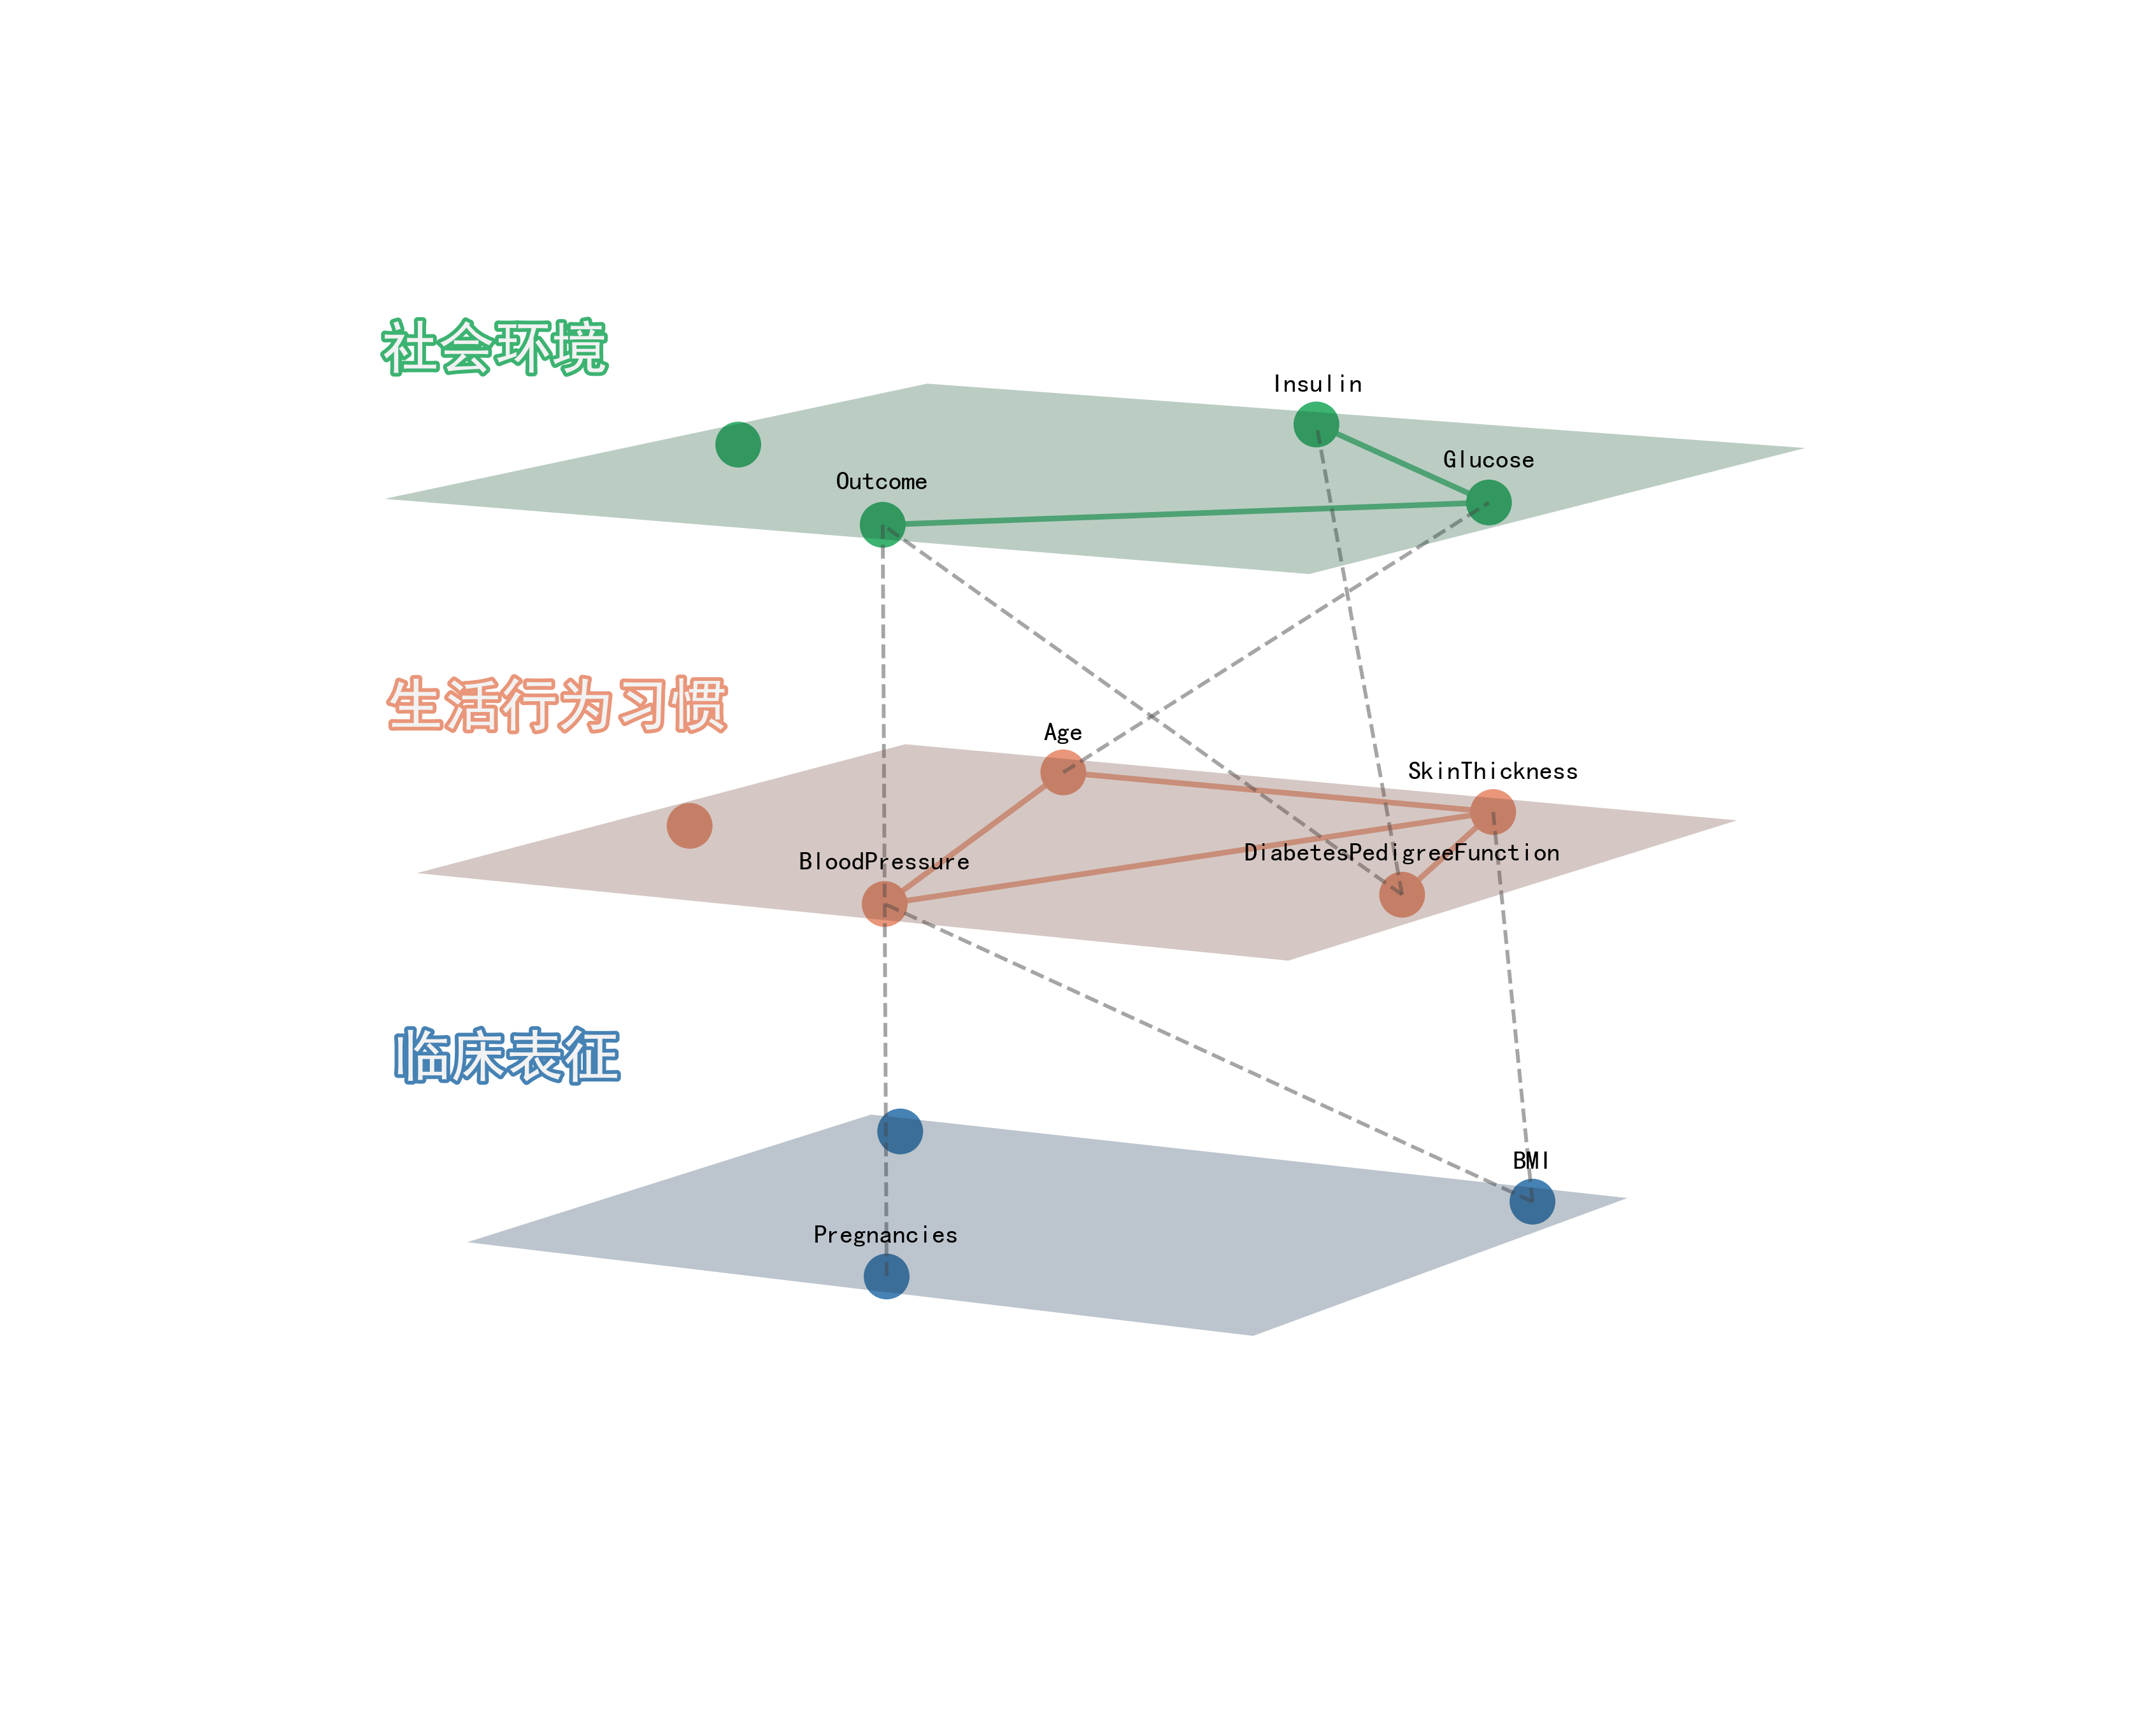 社会环境
Insulin
Glucose
Outcome
生活行为习惯
Age
SkinThickness
DiabetesPedigreeFunction
BloodPressure
临床表征
BMI
Pregnancies